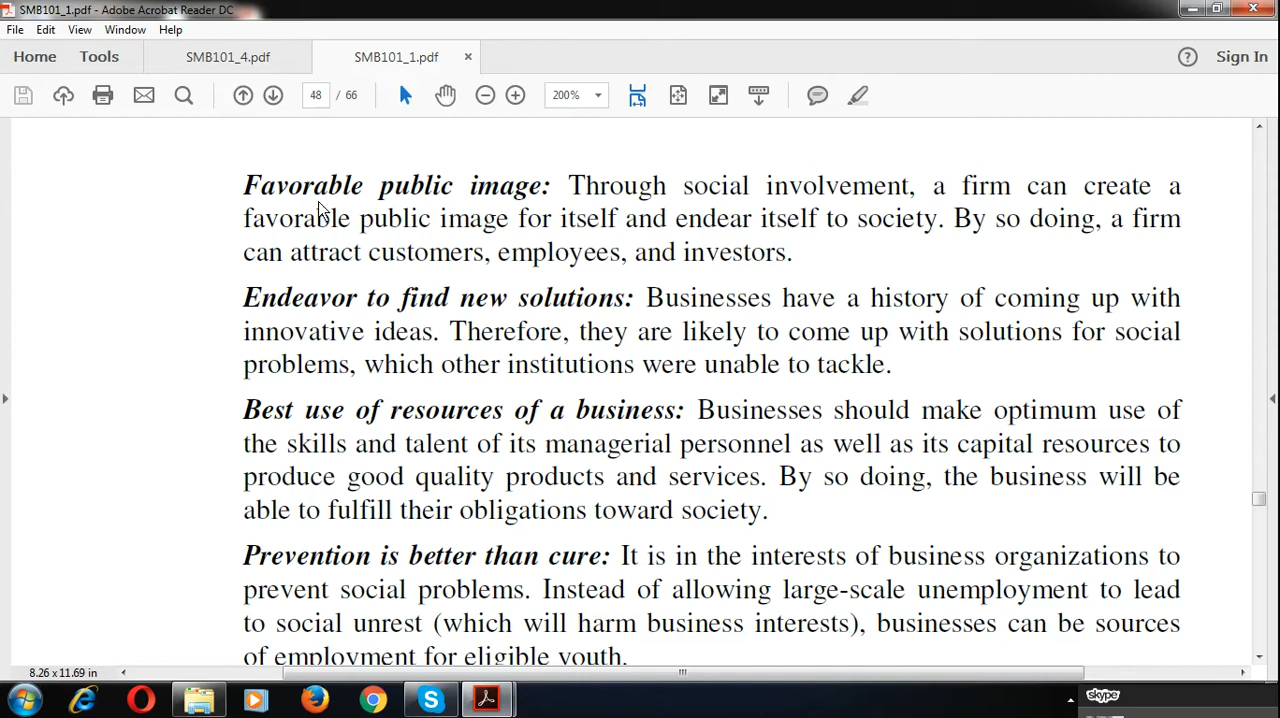 SMB101_1.pdf - Adobe Acrobat Reader DC
File Edit View Window Help
Home Tools SMB101_4.pdf SMB101_1.pdf × ? Sign In
48 / 66 200%
Favorable public image: Through social involvement, a firm can create a
favorable public image for itself and endear itself to society. By so doing, a firm
can attract customers, employees, and investors.
Endeavor to find new solutions: Businesses have a history of coming up with
innovative ideas. Therefore, they are likely to come up with solutions for social
problems, which other institutions were unable to tackle.
Best use of resources of a business: Businesses should make optimum use of
the skills and talent of its managerial personnel as well as its capital resources to
produce good quality products and services. By so doing, the business will be
able to fulfill their obligations toward society.
Prevention is better than cure: It is in the interests of business organizations to
prevent social problems. Instead of allowing large-scale unemployment to lead
to social unrest (which will harm business interests), businesses can be sources
of employment for eligible youth.
8.26 x 11.69 in
skype